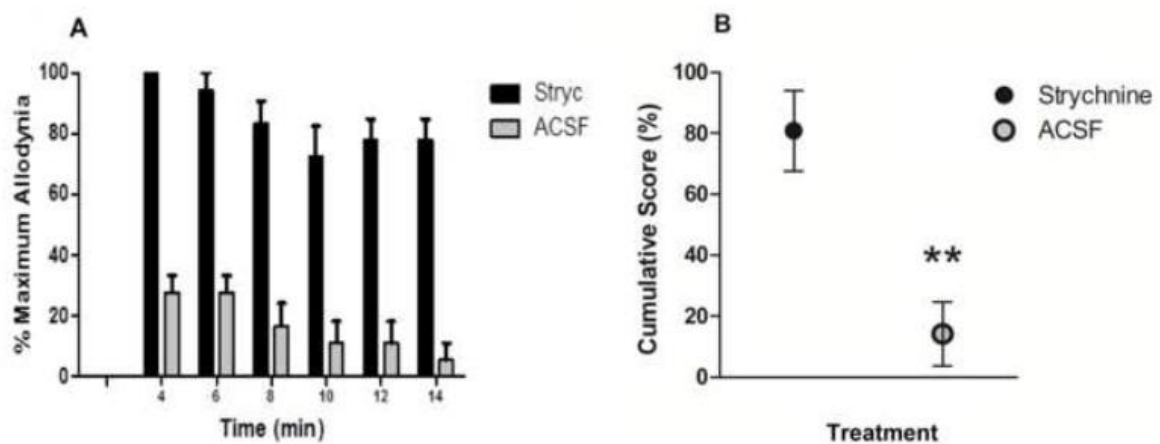 A
% Maximum Allodynia
100
80
60
40
20
0
4 6 8 10 12 14
Time (min)
Stryc
ACSF
B
Cumulative Score (%)
100
80
60
40
20
0
**
Treatment
Strychnine
ACSF